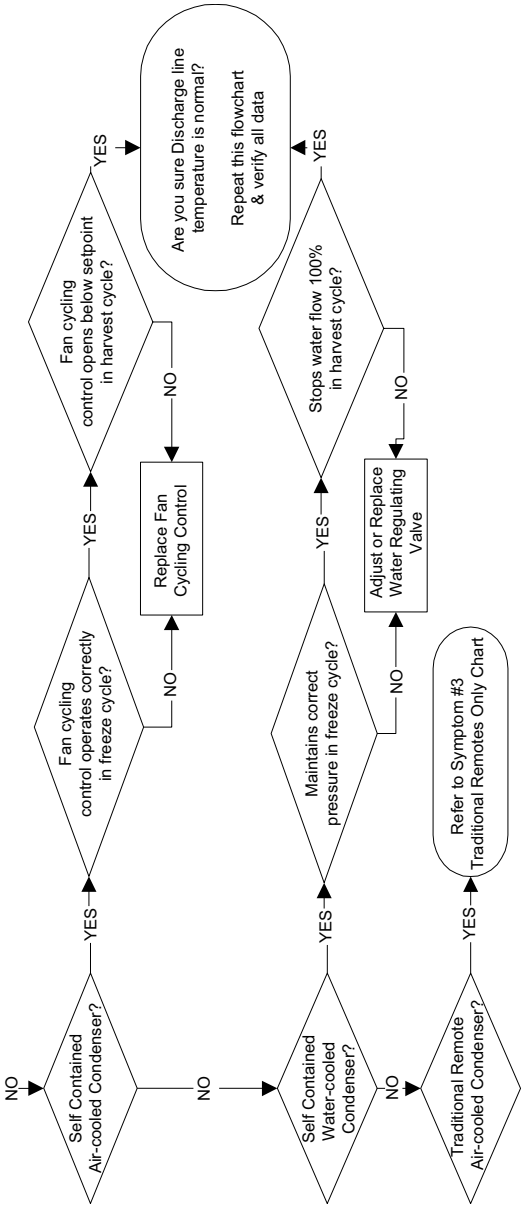 NO
Self Contained
Air-cooled Condenser?
YES
Fan cycling
control operates correctly
in freeze cycle?
YES
Fan cycling
control opens below setpoint
in harvest cycle?
YES
NO
Replace Fan
Cycling Control
NO
Are you sure Discharge line
temperature is normal?
Repeat this flowchart
& verify all data
NO
Self Contained
Water-cooled
Condenser?
YES
Maintains correct
pressure in freeze cycle?
YES
Stops water flow 100%
in harvest cycle?
YES
NO
Adjust or Replace
Water Regulating
Valve
NO
NO
Traditional Remote
Air-cooled Condenser?
YES
Refer to Symptom #3
Traditional Remotes Only Chart